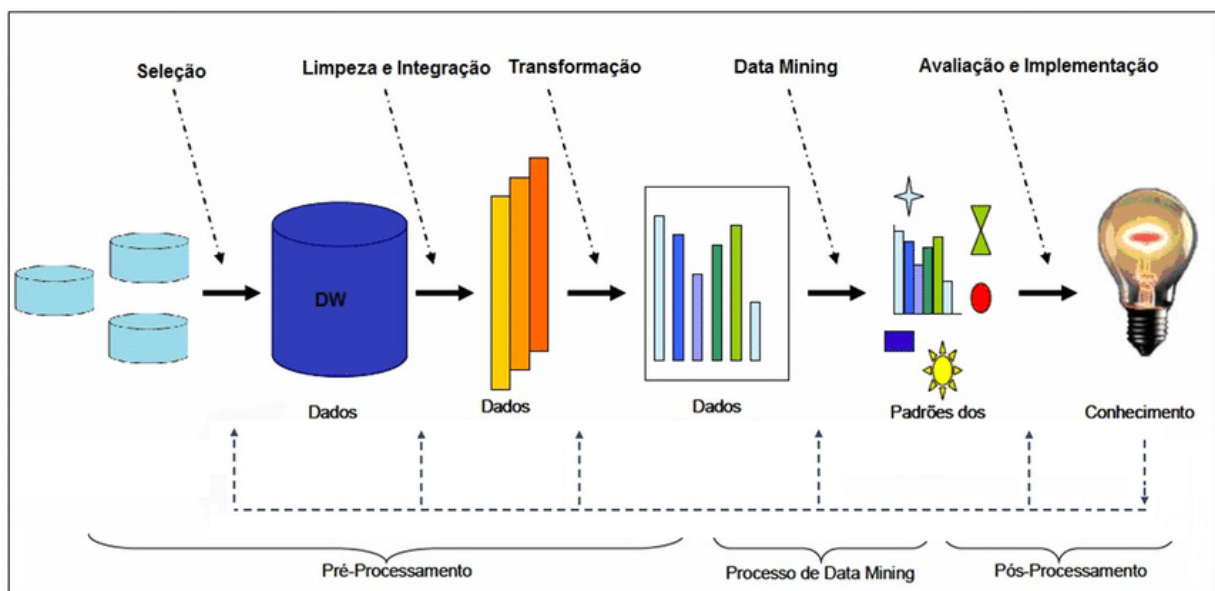 Seleção
Limpeza e Integração
Transformação
Data Mining
Avaliação e Implementação
DW
Dados
Dados
Dados
Padrões dos
Conhecimento
Pré-Processamento
Processo de Data Mining
Pós-Processamento